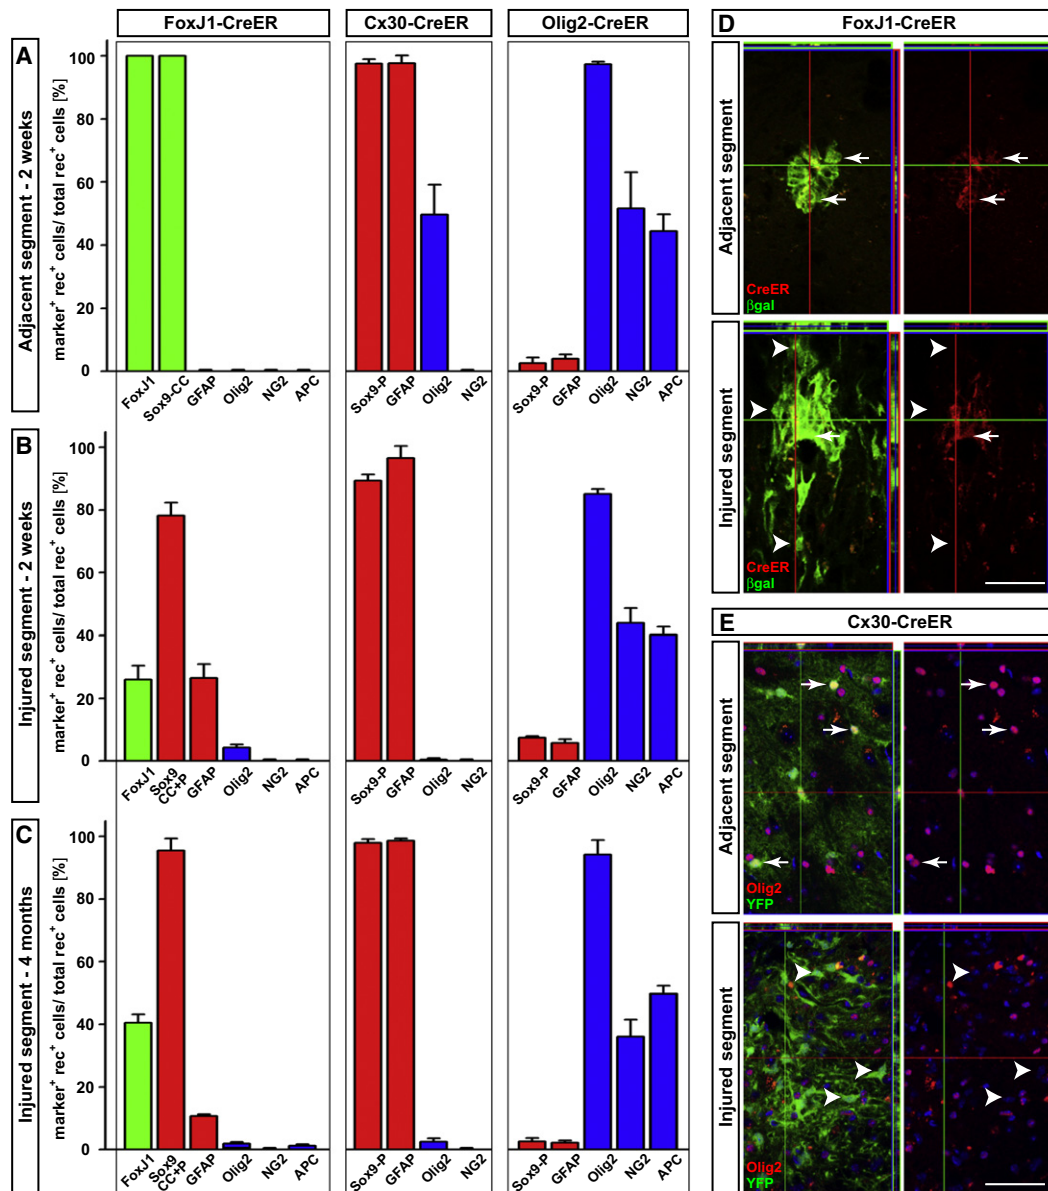 FoxJ1-CreER
Cx30-CreER
Olig2-CreER
A
Adjacent segment - 2 weeks
marker+ rec+ cells/ total rec+ cells [%]
100
80
60
40
20
0
FoxJ1
Sox9-CC
GFAP
Olig2
NG2
APC
Sox9-P
GFAP
Olig2
NG2
Sox9-P
GFAP
Olig2
NG2
APC
B
Injured segment - 2 weeks
marker+ rec+ cells/ total rec+ cells [%]
100
80
60
40
20
0
FoxJ1
Sox9
CC+P
GFAP
Olig2
NG2
APC
Sox9-P
GFAP
Olig2
NG2
Sox9-P
GFAP
Olig2
NG2
APC
C
Injured segment - 4 months
marker+ rec+ cells/ total rec+ cells [%]
100
80
60
40
20
0
FoxJ1
Sox9
CC+P
GFAP
Olig2
NG2
APC
Sox9-P
GFAP
Olig2
NG2
Sox9-P
GFAP
Olig2
NG2
APC
D
FoxJ1-CreER
Adjacent segment
CreER
βgal
Injured segment
CreER
βgal
E
Cx30-CreER
Adjacent segment
Olig2
YFP
Injured segment
Olig2
YFP